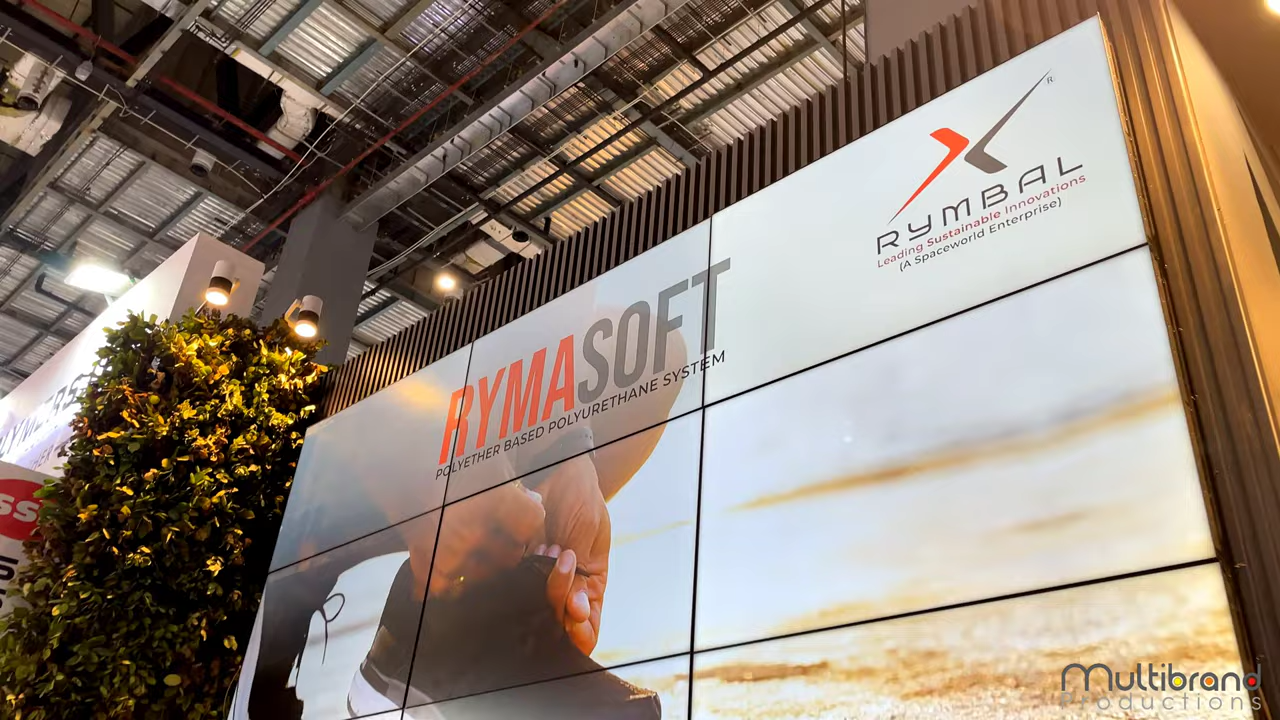 ®
RYMBAL
Leading Sustainable Innovations
(A Spaceworld Enterprise)
RYMASOFT
POLYETHER BASED POLYURETHANE SYSTEM
Multibrand
Productions